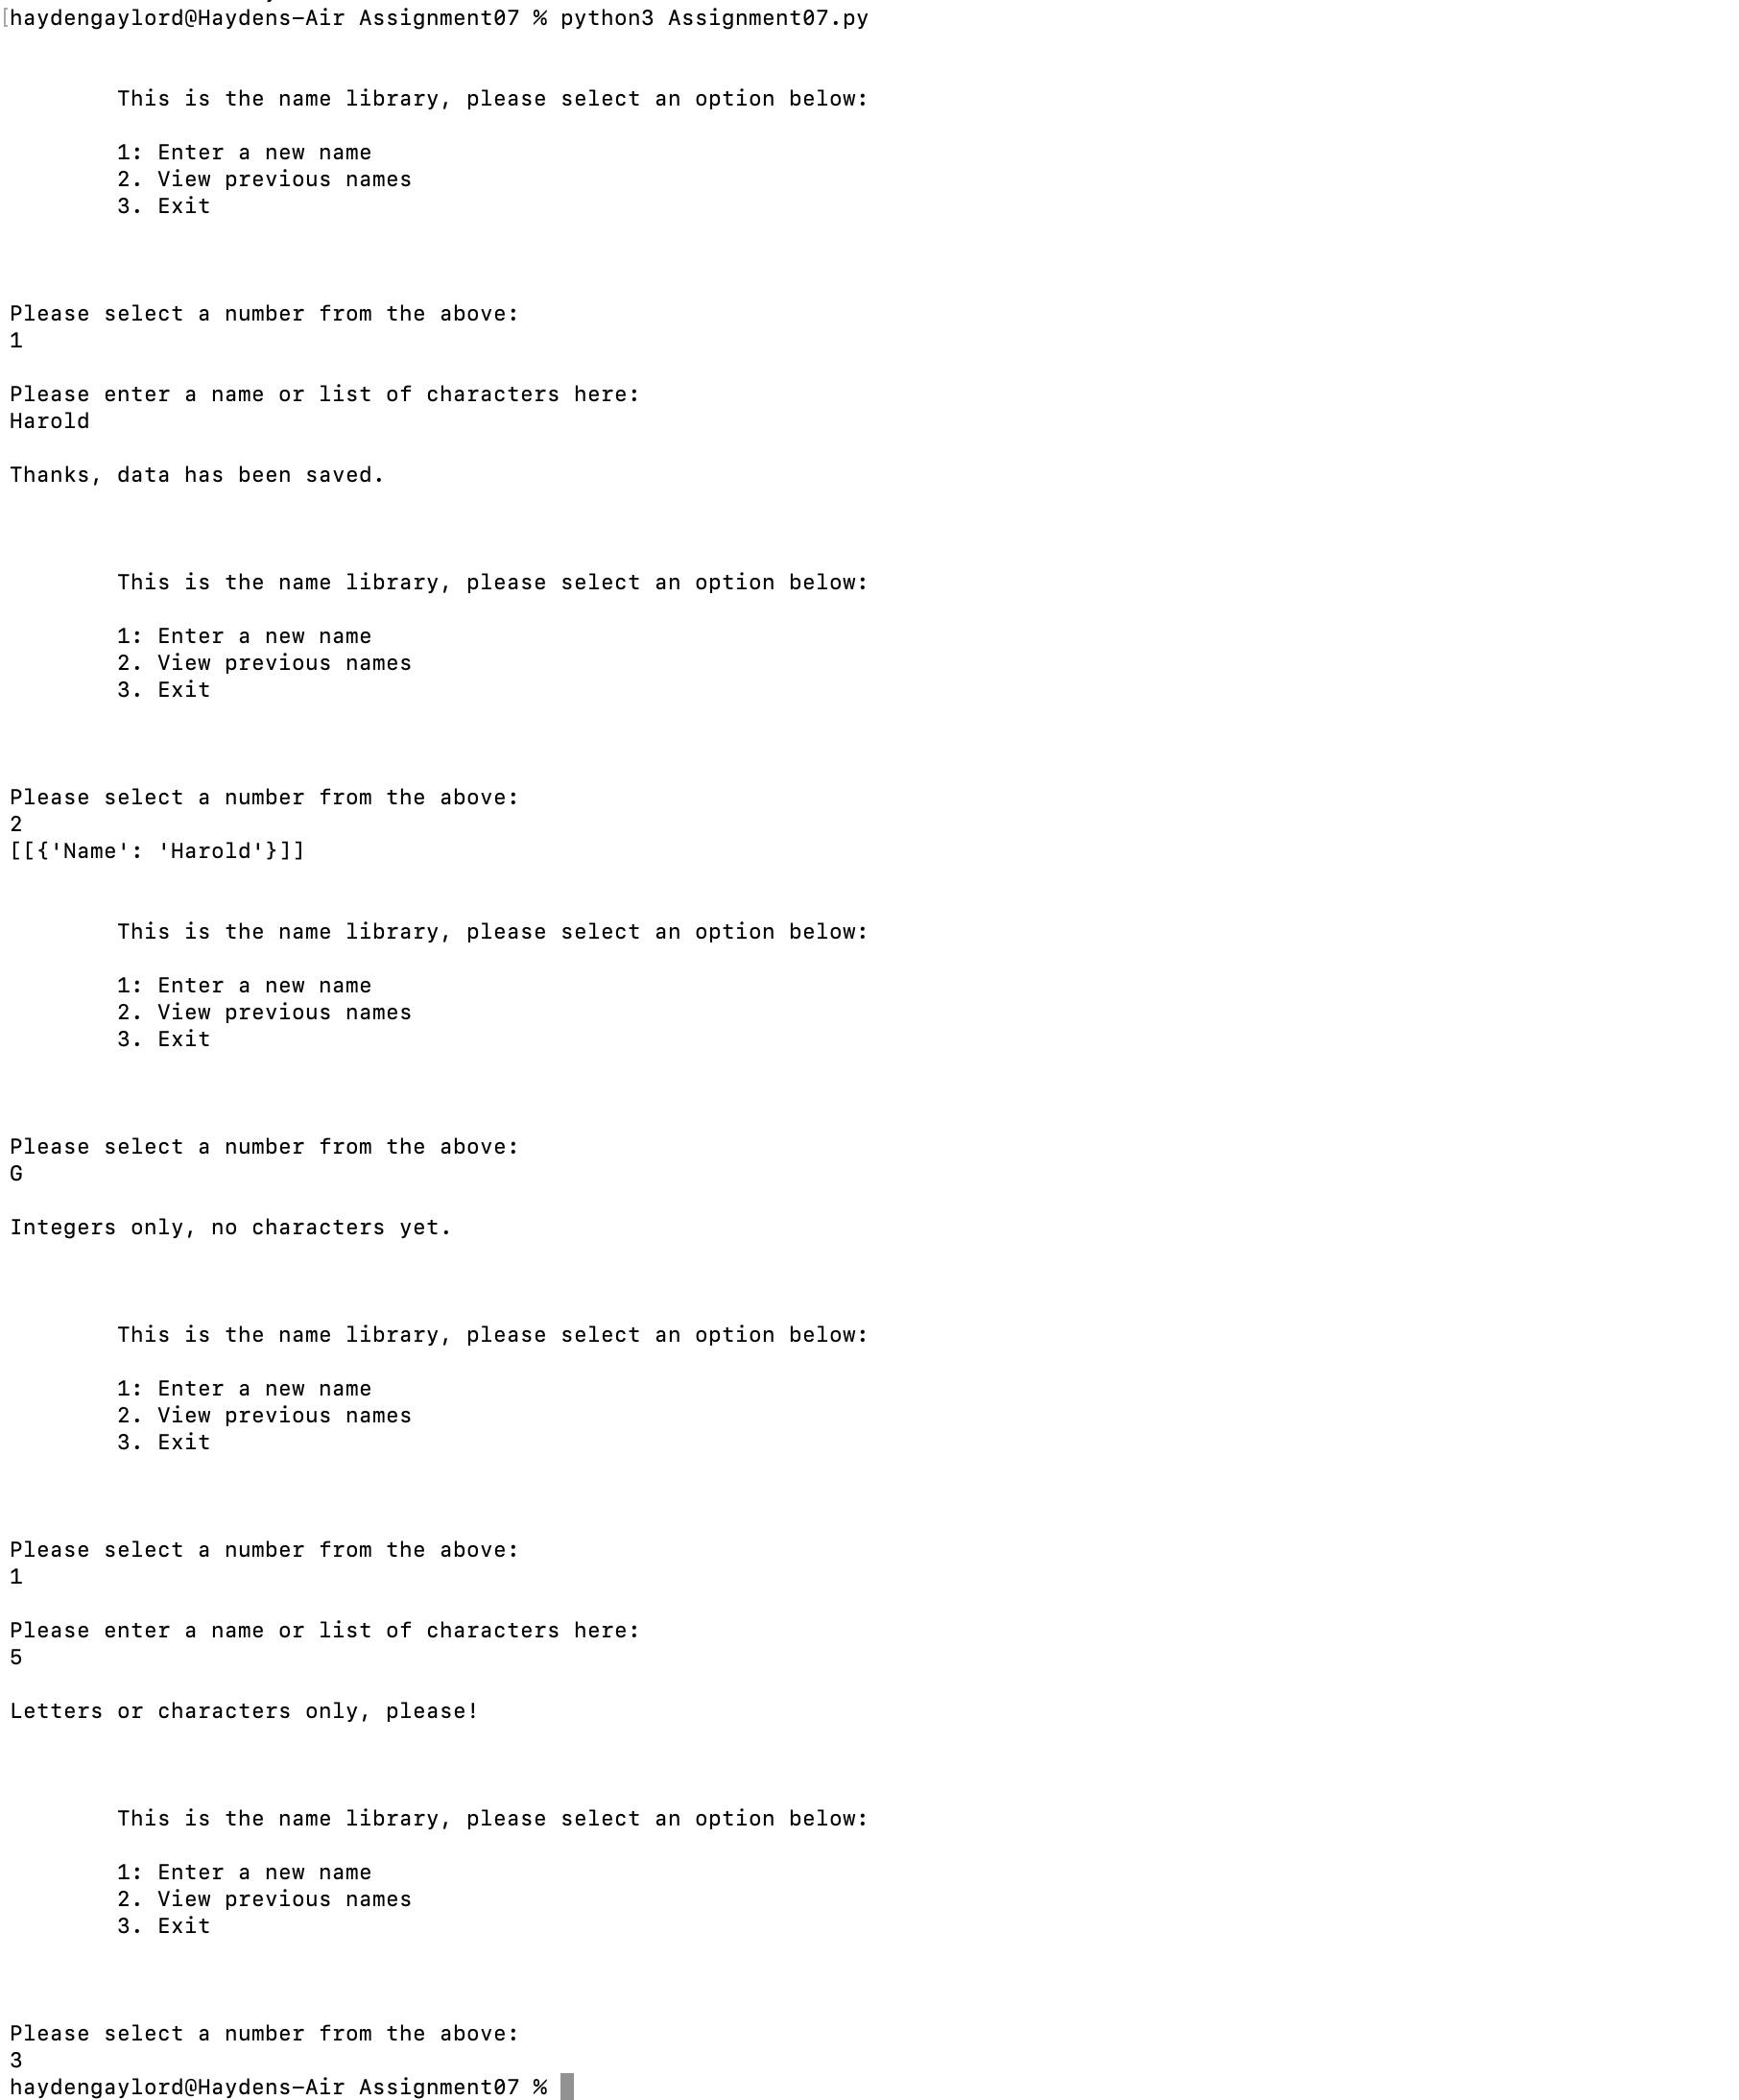 haydengaylord@Haydens-Air Assignment07 % python3 Assignment07.py
This is the name library, please select an option below:
1: Enter a new name
2. View previous names
3. Exit
Please select a number from the above:
1
Please enter a name or list of characters here:
Harold
Thanks, data has been saved.
This is the name library, please select an option below:
1: Enter a new name
2. View previous names
3. Exit
Please select a number from the above:
2
[[{'Name': 'Harold'}]]
This is the name library, please select an option below:
1: Enter a new name
2. View previous names
3. Exit
Please select a number from the above:
G
Integers only, no characters yet.
This is the name library, please select an option below:
1: Enter a new name
2. View previous names
3. Exit
Please select a number from the above:
1
Please enter a name or list of characters here:
5
Letters or characters only, please!
This is the name library, please select an option below:
1: Enter a new name
2. View previous names
3. Exit
Please select a number from the above:
3
haydengaylord@Haydens-Air Assignment07 %